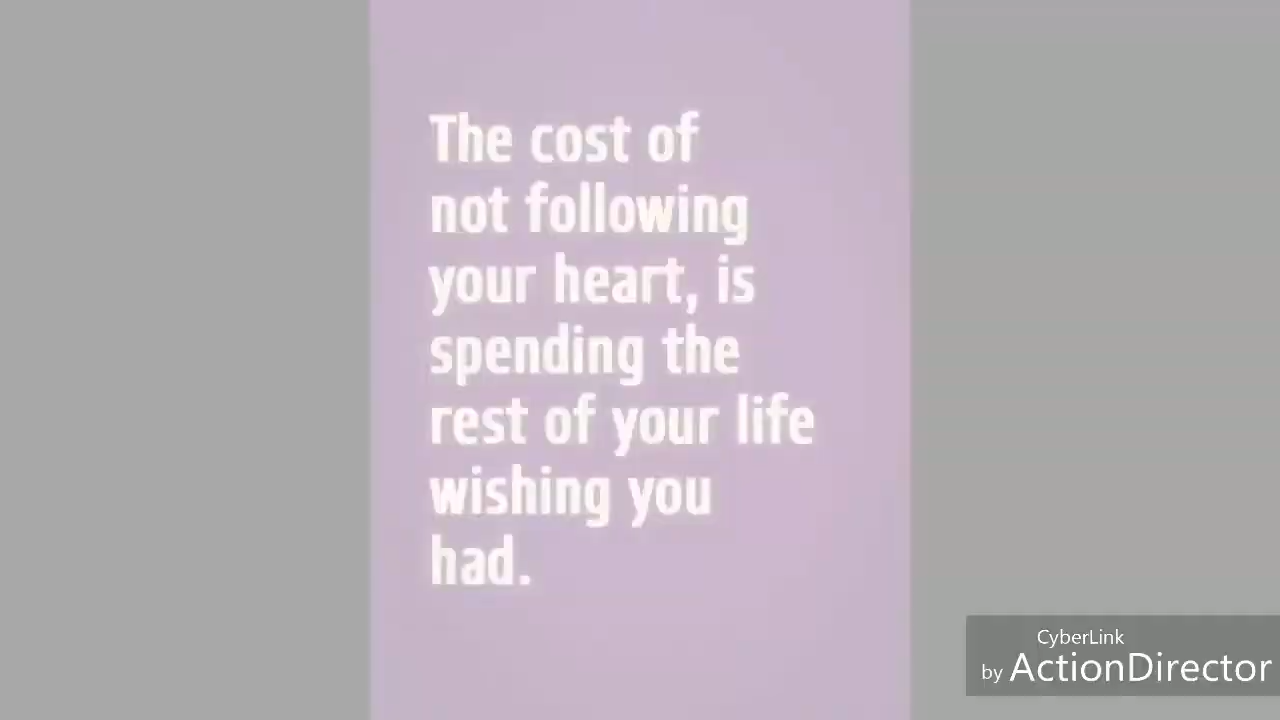 The cost of
not following
your heart, is
spending the
rest of your life
wishing you
had.
CyberLink
by ActionDirector